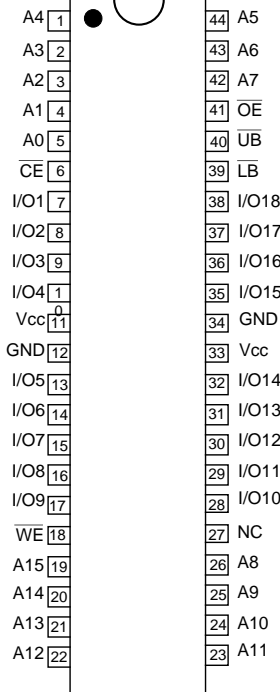 A4 1 44 A5
A3 2 43 A6
A2 3 42 A7
A1 4 41 OE
A0 5 40 UB
CE 6 39 LB
I/O1 7 38 I/O18
I/O2 8 37 I/O17
I/O3 9 36 I/O16
I/O4 10 35 I/O15
Vcc 11 34 GND
GND 12 33 Vcc
I/O5 13 32 I/O14
I/O6 14 31 I/O13
I/O7 15 30 I/O12
I/O8 16 29 I/O11
I/O9 17 28 I/O10
WE 18 27 NC
A15 19 26 A8
A14 20 25 A9
A13 21 24 A10
A12 22 23 A11